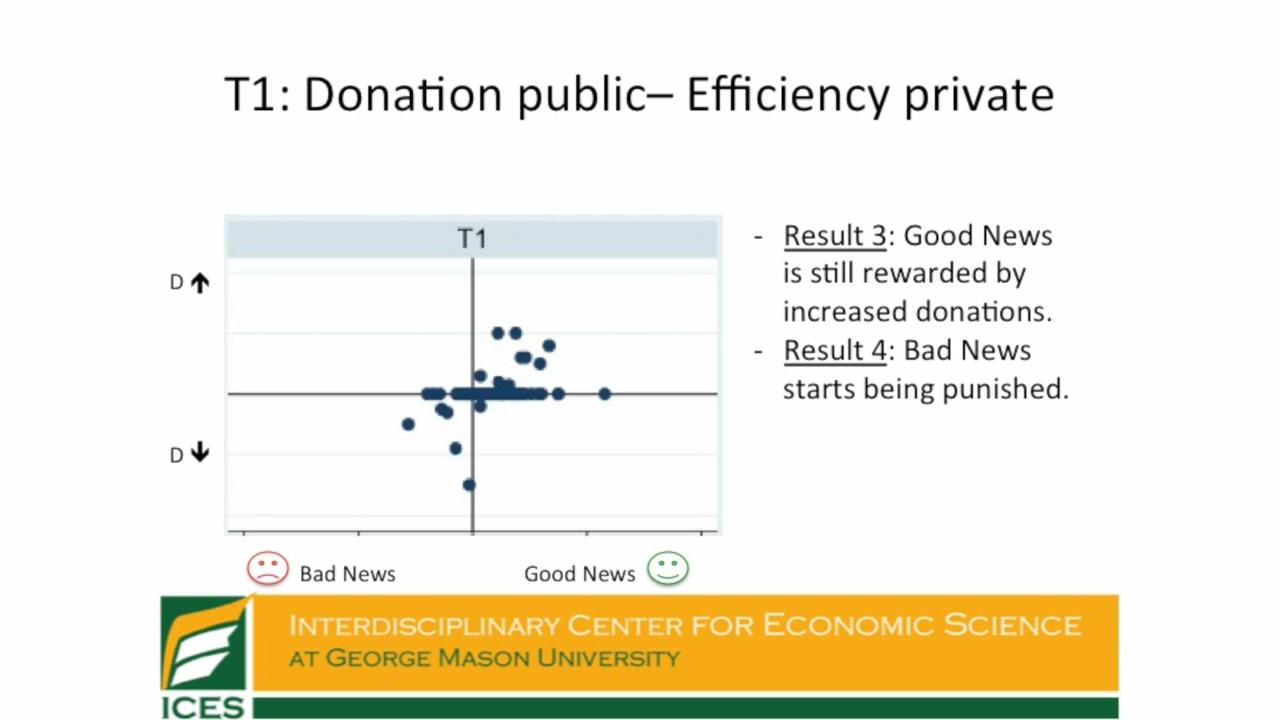 T1: Donation public– Efficiency private
T1
D
D
Bad News
Good News
- Result 3: Good News
is still rewarded by
increased donations.
- Result 4: Bad News
starts being punished.
INTERDISCIPLINARY CENTER FOR ECONOMIC SCIENCE
AT GEORGE MASON UNIVERSITY
ICES